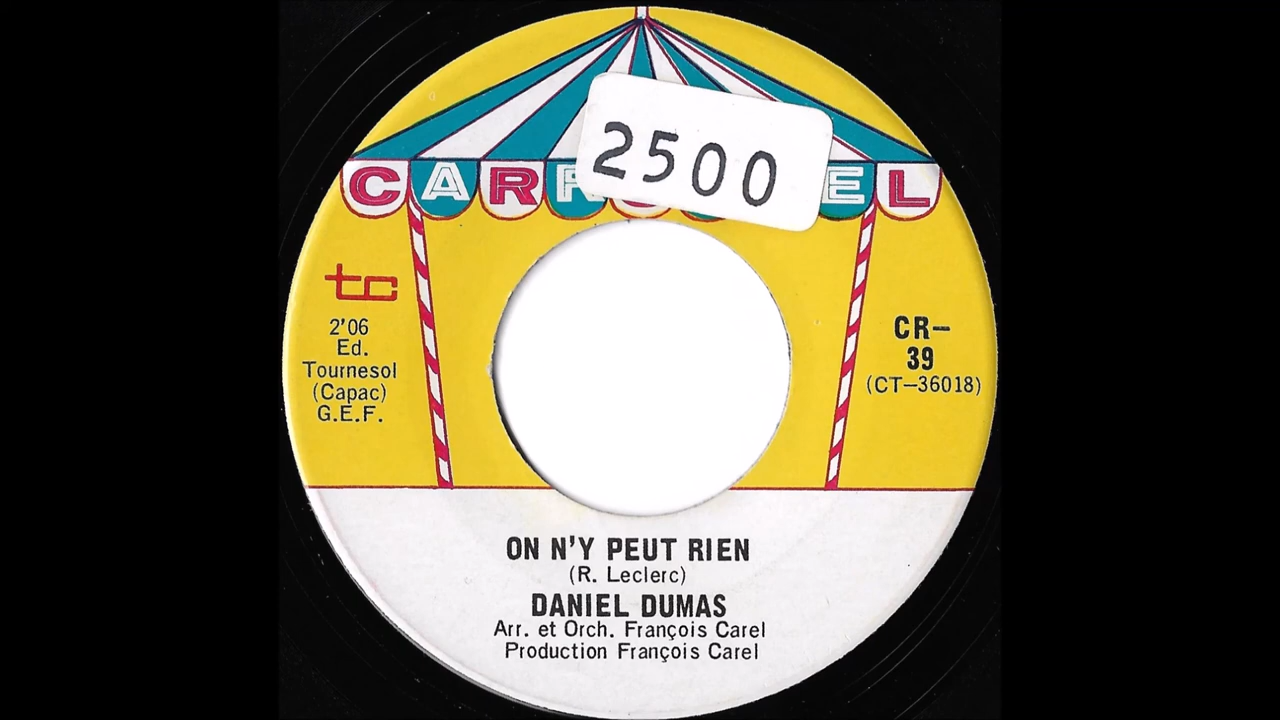 2500
CARR EL
tc
2'06
Ed.
Tournesol
(Capac)
G.E.F.
CR–
39
(CT–36018)
ON N'Y PEUT RIEN
(R. Leclerc)
DANIEL DUMAS
Arr. et Orch. François Carel
Production François Carel